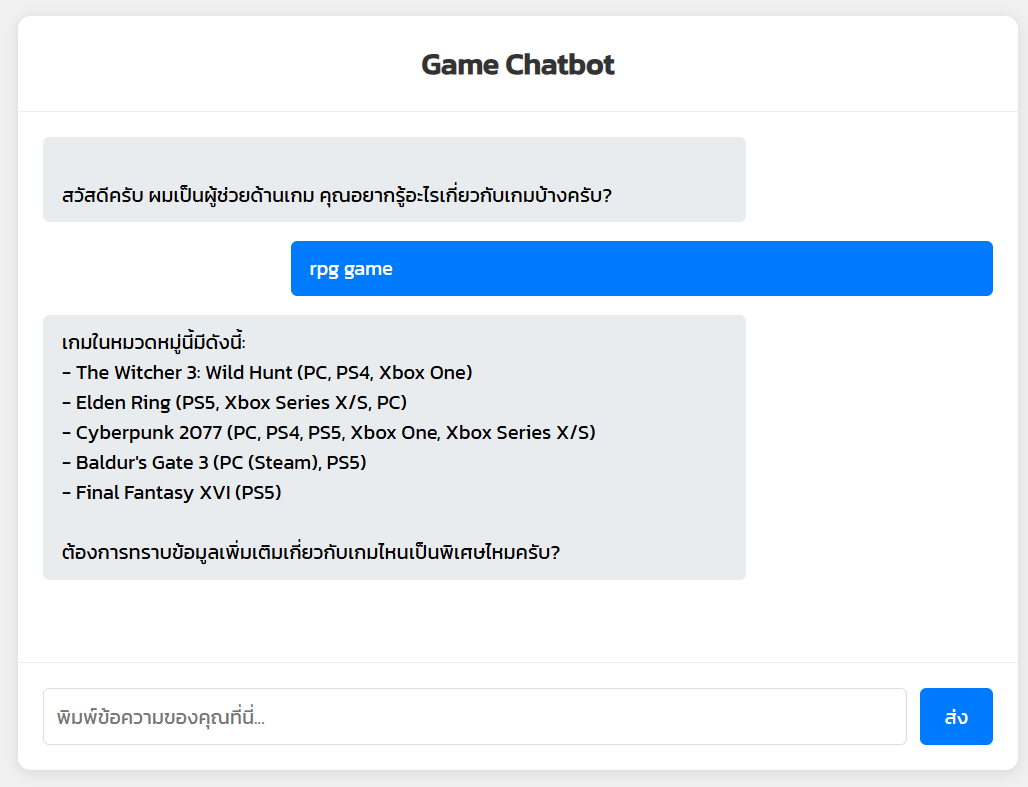 Game Chatbot
สวัสดีครับ ผมเป็นผู้ช่วยด้านเกม คุณอยากรู้อะไรเกี่ยวกับเกมบ้างครับ?
rpg game
เกมในหมวดหมู่นี้มีดังนี้:
- The Witcher 3: Wild Hunt (PC, PS4, Xbox One)
- Elden Ring (PS5, Xbox Series X/S, PC)
- Cyberpunk 2077 (PC, PS4, PS5, Xbox One, Xbox Series X/S)
- Baldur's Gate 3 (PC (Steam), PS5)
- Final Fantasy XVI (PS5)
ต้องการทราบข้อมูลเพิ่มเติมเกี่ยวกับเกมไหนเป็นพิเศษไหมครับ?
พิมพ์ข้อความของคุณที่นี่...
ส่ง